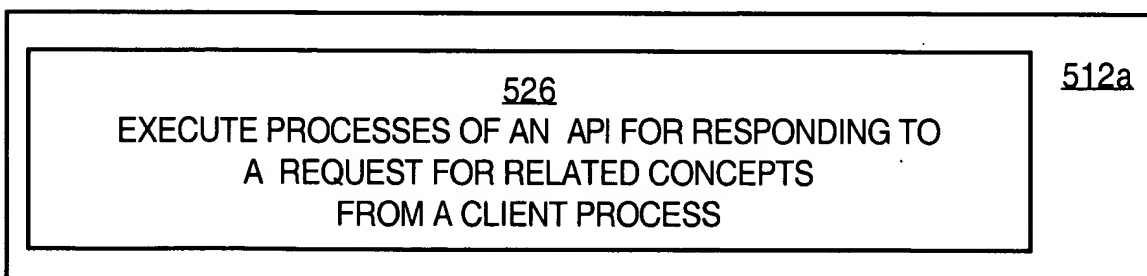 526
512a
EXECUTE PROCESSES OF AN API FOR RESPONDING TO
A REQUEST FOR RELATED CONCEPTS
FROM A CLIENT PROCESS